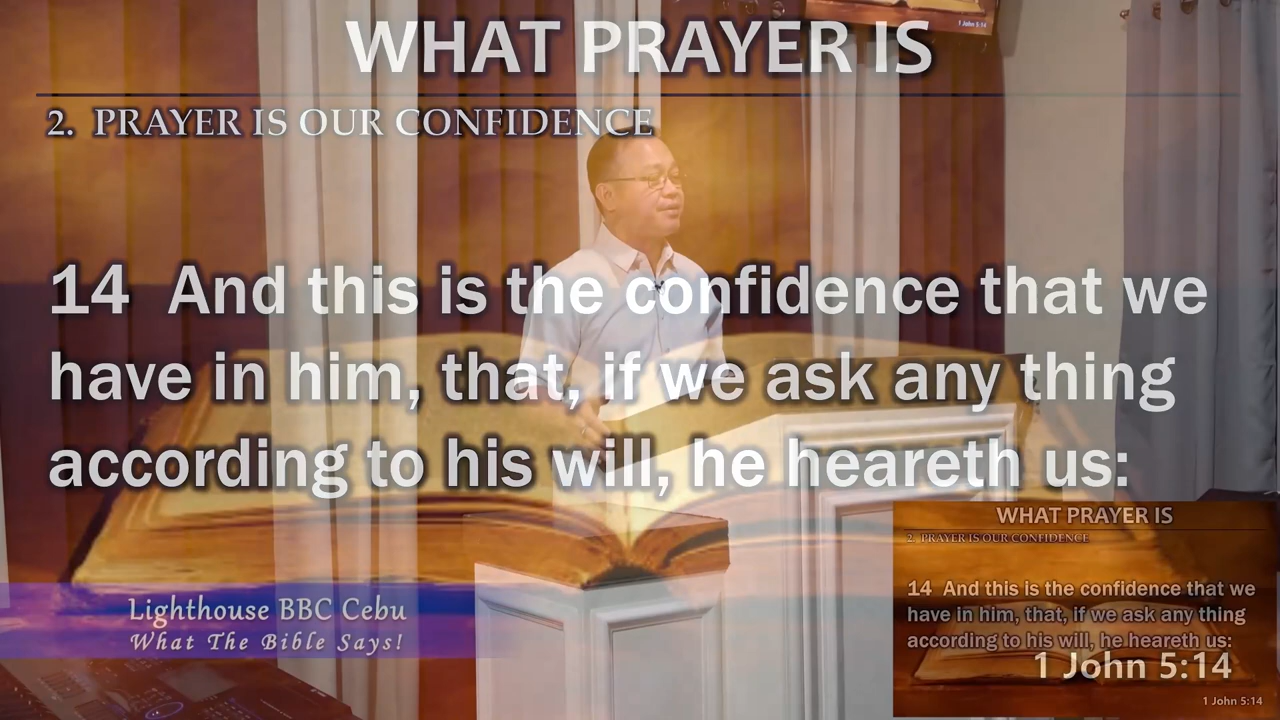 WHAT PRAYER IS
2. PRAYER IS OUR CONFIDENCE
14 And this is the confidence that we
have in him, that, if we ask any thing
according to his will, he heareth us:
Lighthouse BBC Cebu
What The Bible Says!
WHAT PRAYER IS
2. PRAYER IS OUR CONFIDENCE
14 And this is the confidence that we
have in him, that, if we ask any thing
according to his will, he heareth us:
1 John 5:14
1 John 5:14
1 John 5:14